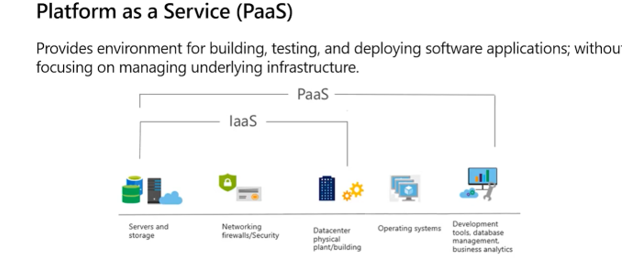 Platform as a Service (PaaS)
Provides environment for building, testing, and deploying software applications; withou
focusing on managing underlying infrastructure.
PaaS
IaaS
Servers and
storage
Networking
firewalls/Security
Datacenter
physical
plant/building
Operating systems
Development
tools, database
management,
business analytics